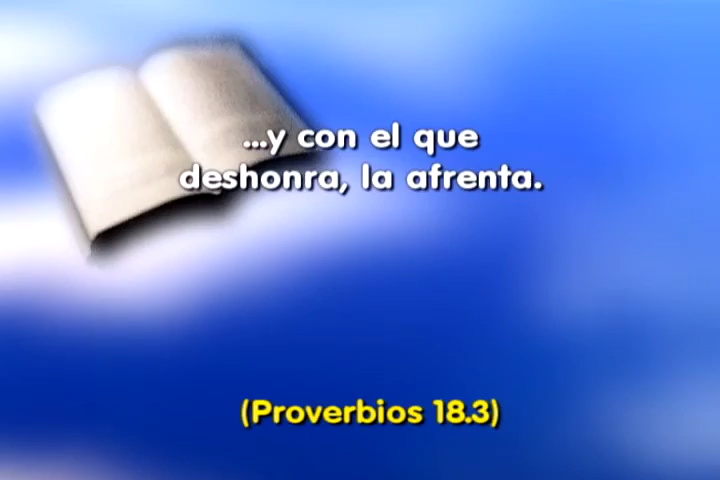 ...y con el que
deshonra, la afrenta.
(Proverbios 18.3)